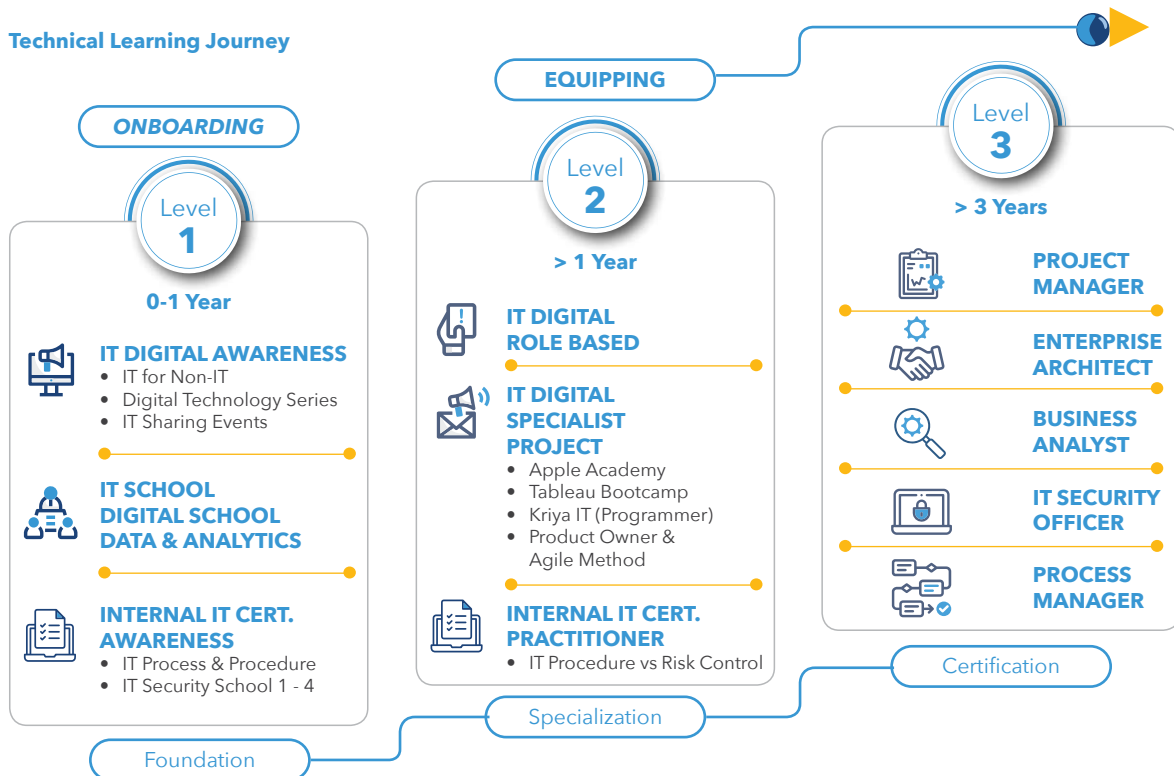 Technical Learning Journey
ONBOARDING
Level
1
0-1 Year
IT DIGITAL AWARENESS
• IT for Non-IT
• Digital Technology Series
• IT Sharing Events
IT SCHOOL
DIGITAL SCHOOL
DATA & ANALYTICS
INTERNAL IT CERT.
AWARENESS
• IT Process & Procedure
• IT Security School 1 - 4
Foundation
EQUIPPING
Level
2
> 1 Year
IT DIGITAL
ROLE BASED
IT DIGITAL
SPECIALIST
PROJECT
• Apple Academy
• Tableau Bootcamp
• Kriya IT (Programmer)
• Product Owner &
Agile Method
INTERNAL IT CERT.
PRACTITIONER
• IT Procedure vs Risk Control
Specialization
Level
3
> 3 Years
PROJECT
MANAGER
ENTERPRISE
ARCHITECT
BUSINESS
ANALYST
IT SECURITY
OFFICER
PROCESS
MANAGER
Certification